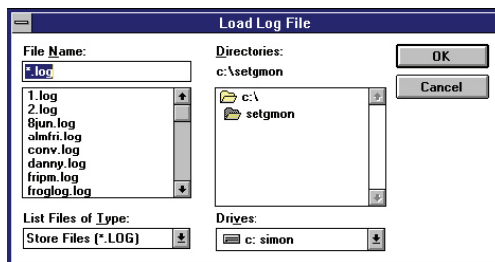 Load Log File
File Name:
*.log
1.log
2.log
8jun.log
almfri.log
conv.log
danny.log
fripm.log
froglog.log
List Files of Type:
Store Files (*.LOG)
Directories:
c:\setgmon
c:\
setgmon
Drives:
c: simon
OK
Cancel